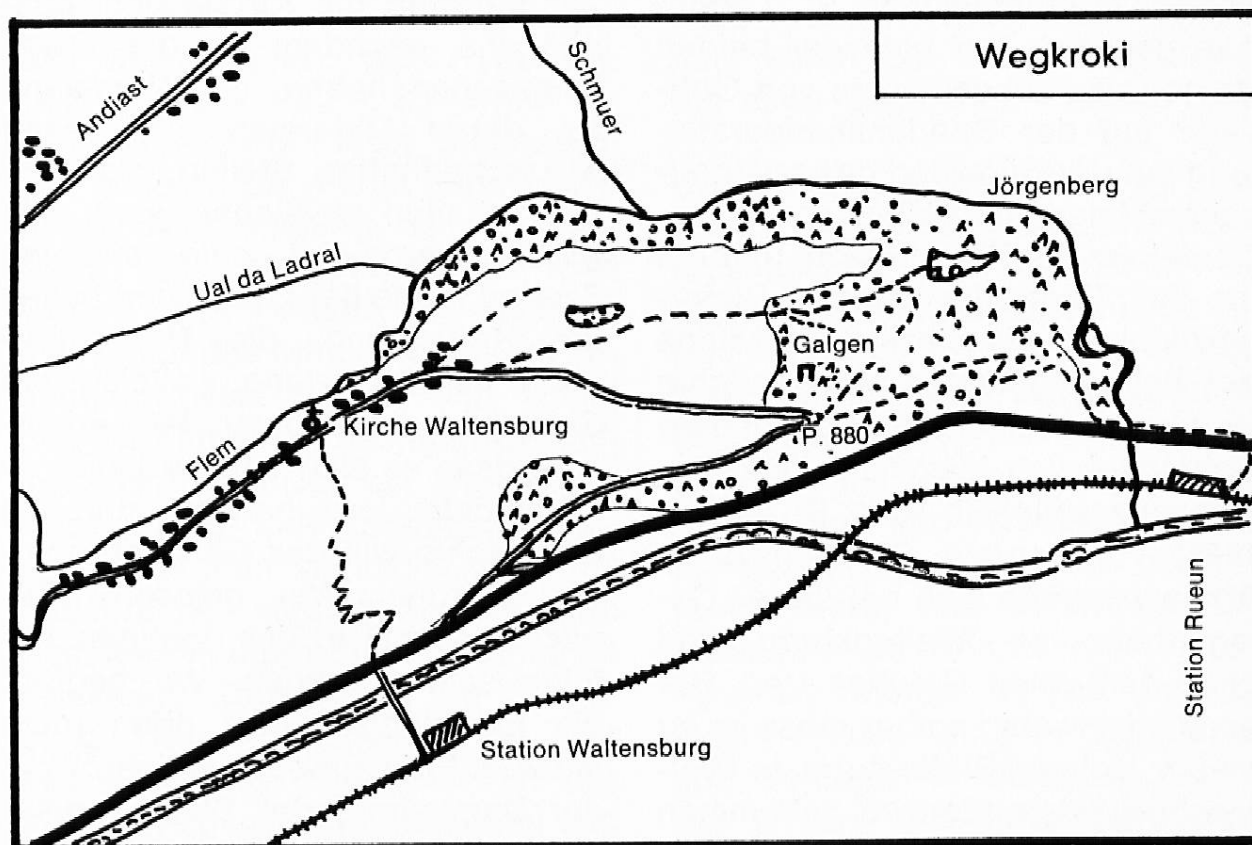 Wegkroki
Andiast
Schmuer
Jörgenberg
Ual da Ladral
Galgen
Kirche Waltensburg
P. 880
Flem
Station Rueun
Station Waltensburg